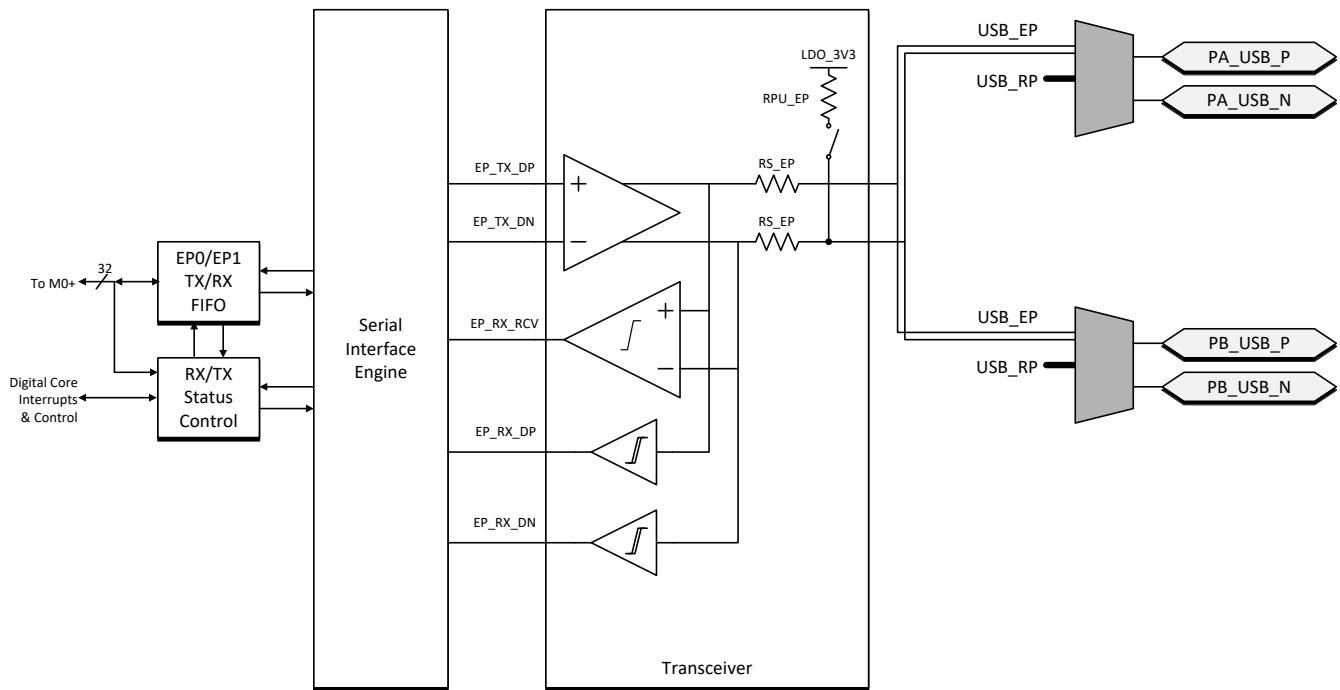 To M0+
32
EP0/EP1
TX/RX
FIFO
RX/TX
Status
Control
Digital Core
Interrupts
& Control
Serial
Interface
Engine
EP_TX_DP
EP_TX_DN
EP_RX_RCV
EP_RX_DP
EP_RX_DN
+
−
+
−
LDO_3V3
RPU_EP
RS_EP
RS_EP
Transceiver
USB_EP
USB_RP
PA_USB_P
PA_USB_N
USB_EP
USB_RP
PB_USB_P
PB_USB_N